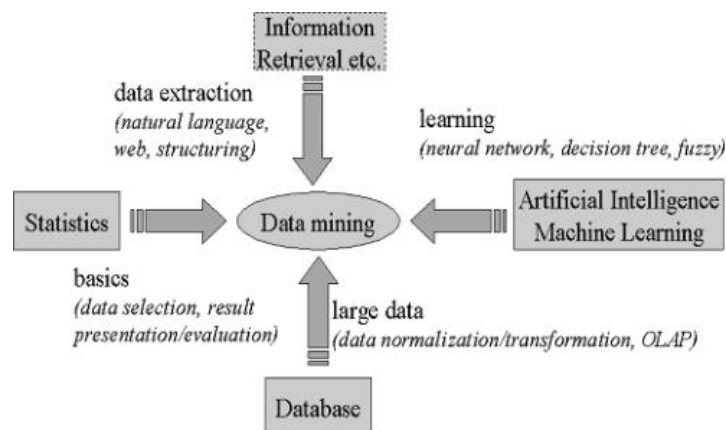 Information
Retrieval etc.
data extraction
(natural language,
web, structuring)
learning
(neural network, decision tree, fuzzy)
Statistics
Data mining
Artificial Intelligence
Machine Learning
basics
(data selection, result
presentation/evaluation)
large data
(data normalization/transformation, OLAP)
Database